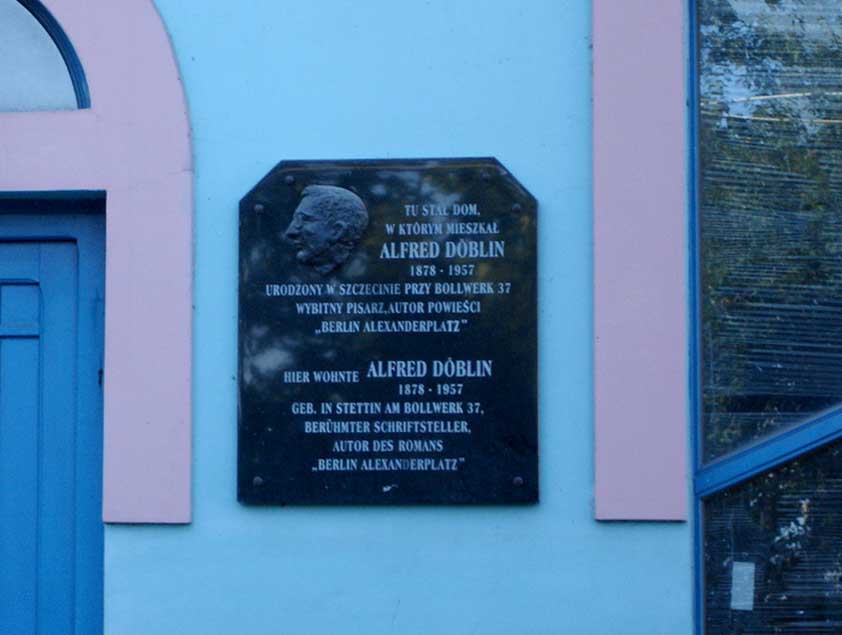 TU STAŁ DOM,
W KTÓRYM MIESZKAŁ
ALFRED DÖBLIN
1878 - 1957
URODZONY W SZCZECINIE PRZY BOLLWERK 37
WYBITNY PISARZ, AUTOR POWIEŚCI
„BERLIN ALEXANDERPLATZ"
HIER WOHNTE ALFRED DÖBLIN
1878 - 1957
GEB. IN STETTIN AM BOLLWERK 37,
BERÜHMTER SCHRIFTSTELLER,
AUTOR DES ROMANS
„BERLIN ALEXANDERPLATZ"